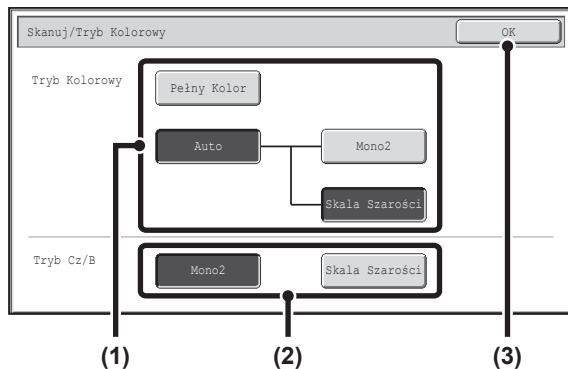 Skanuj/Tryb Kolorowy OK
Tryb Kolorowy
Pełny Kolor
Auto Mono2
Skala Szarości
Tryb Cz/B Mono2 Skala Szarości
(1) (2) (3)